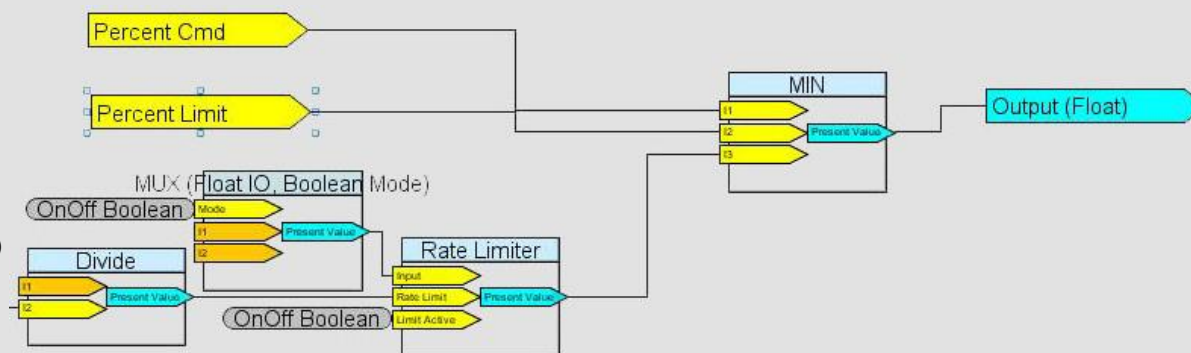 Percent Cmd
MIN
Percent Limit
I1
Output (Float)
I2
Present Value
I3
MUX (Float IO, Boolean Mode)
OnOff Boolean
Mode
I1
Present Value
I2
Rate Limiter
Divide
Input
I1
Present Value
Rate Limit
Present Value
I2
OnOff Boolean
Limit Active